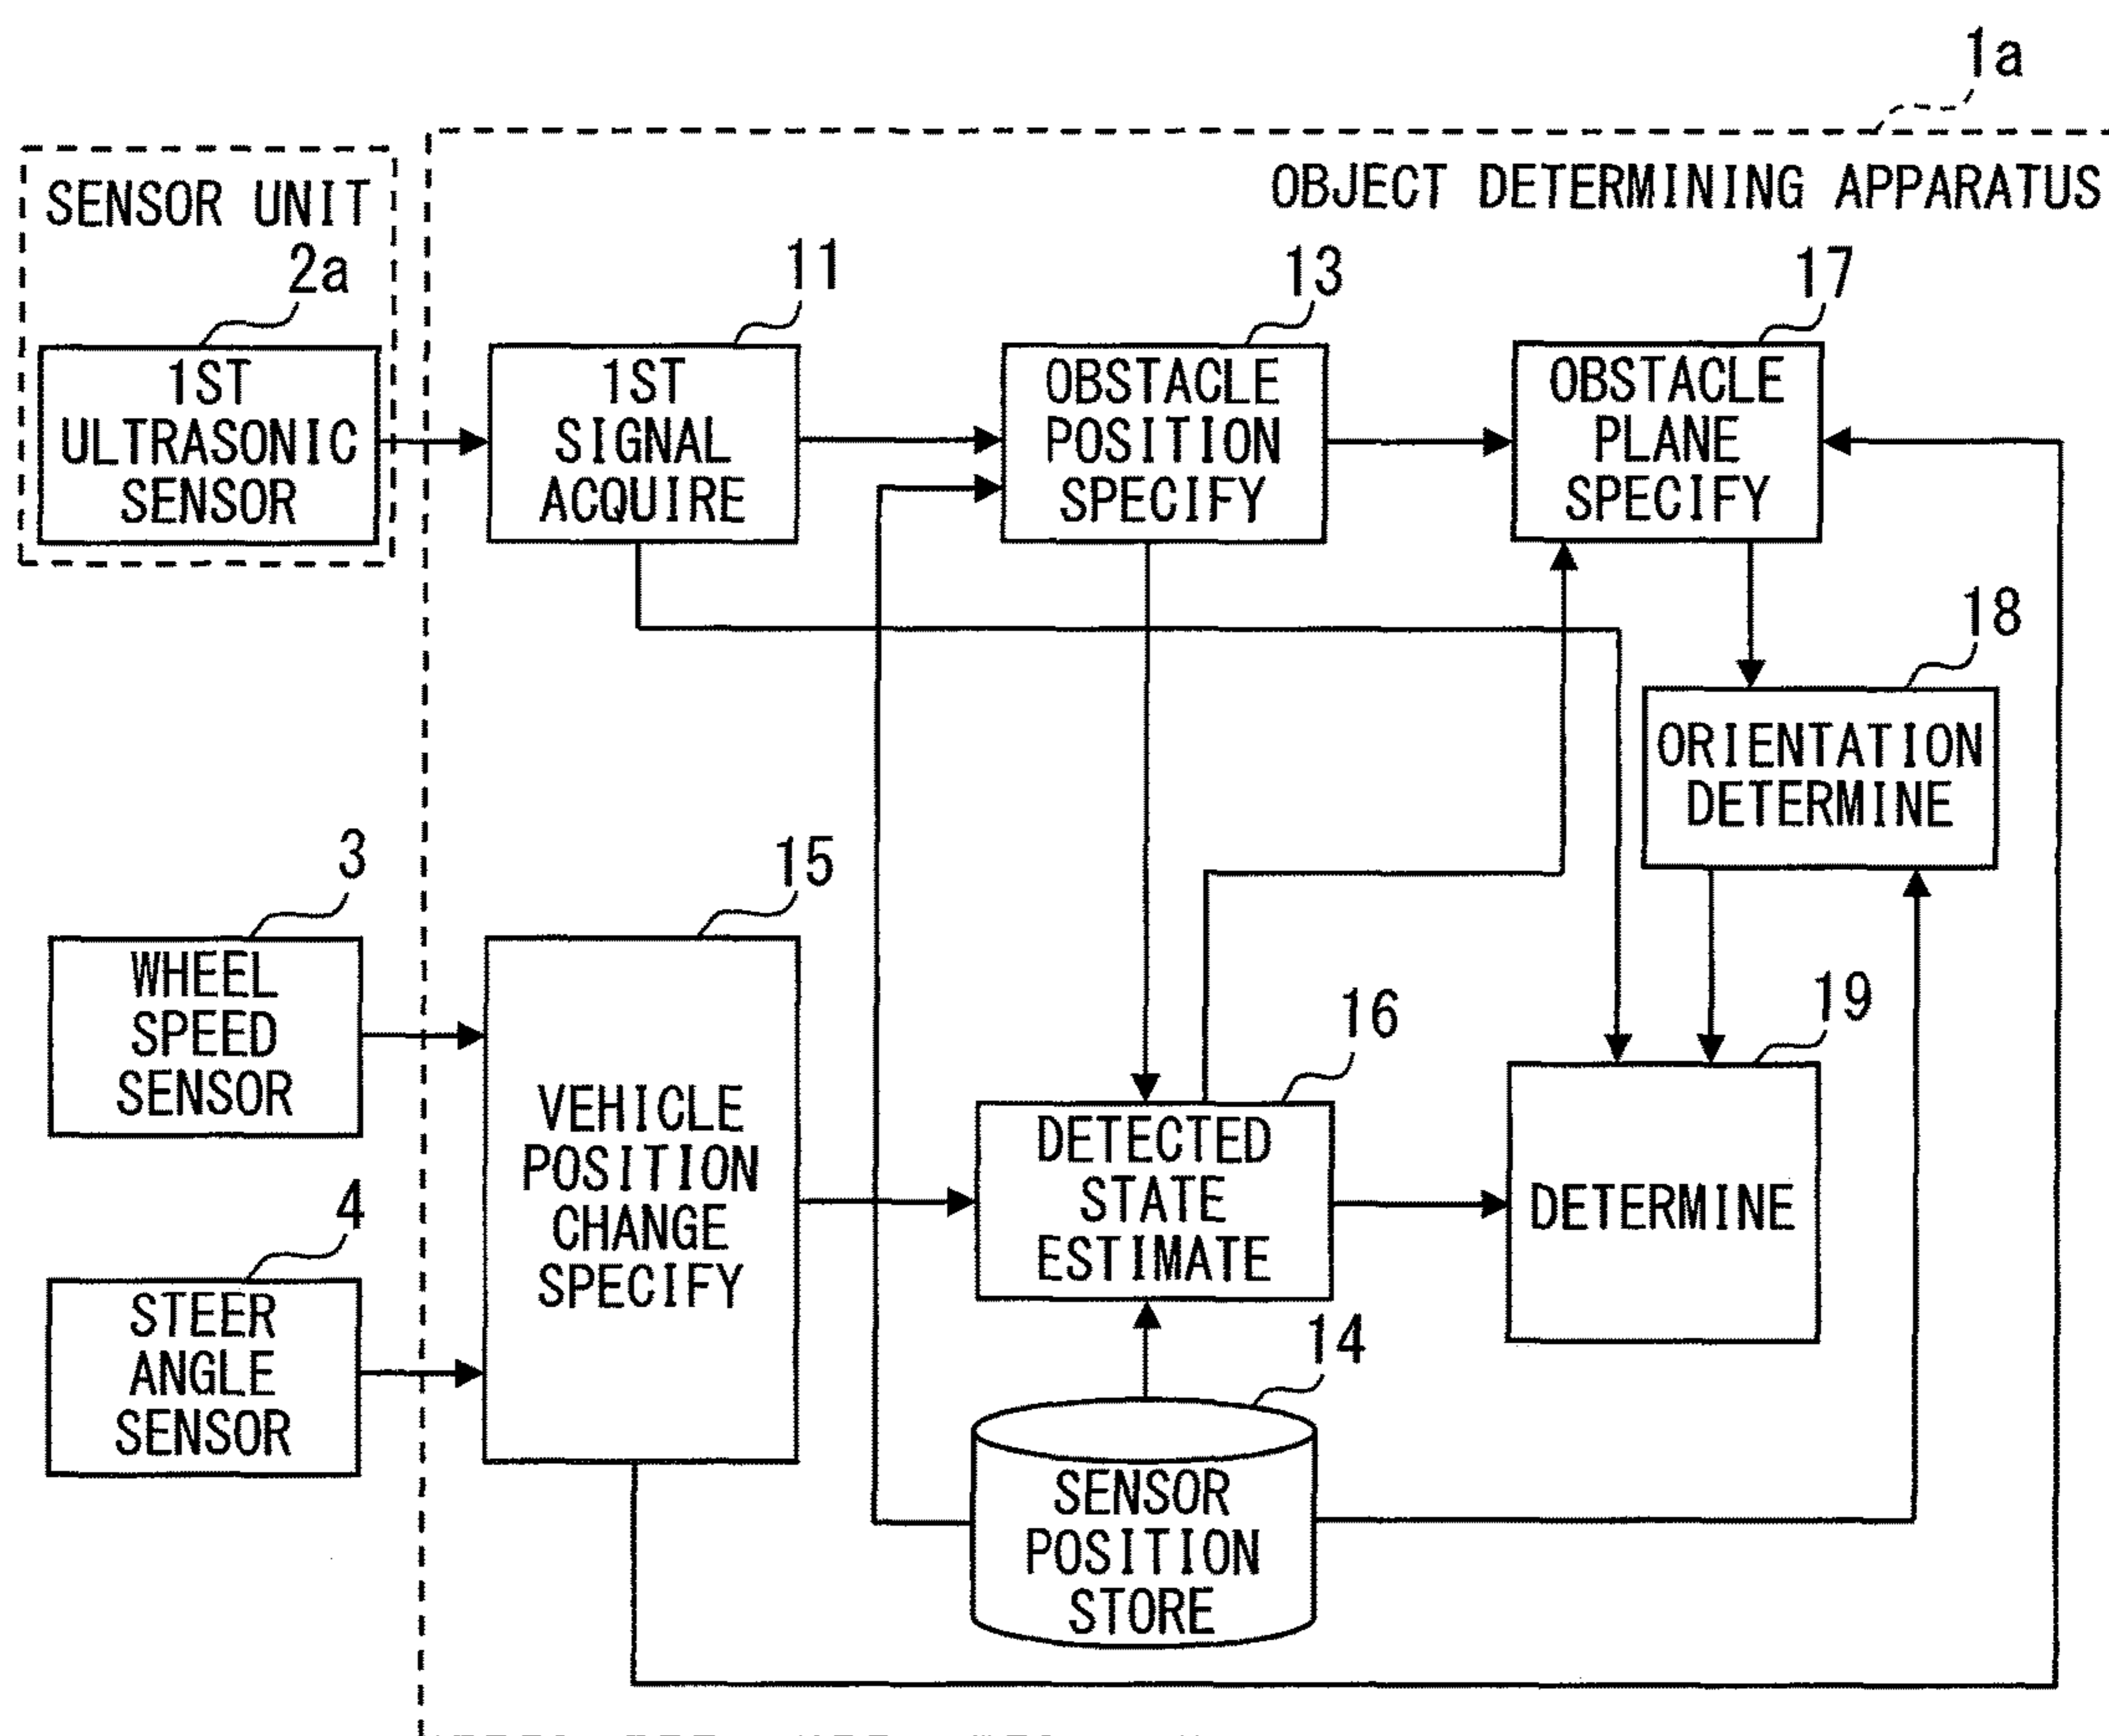 1a
OBJECT DETERMINING APPARATUS
SENSOR UNIT
2a
1ST
ULTRASONIC
SENSOR
11
1ST
SIGNAL
ACQUIRE
13
OBSTACLE
POSITION
SPECIFY
17
OBSTACLE
PLANE
SPECIFY
18
ORIENTATION
DETERMINE
3
WHEEL
SPEED
SENSOR
4
STEER
ANGLE
SENSOR
15
VEHICLE
POSITION
CHANGE
SPECIFY
16
DETECTED
STATE
ESTIMATE
19
DETERMINE
14
SENSOR
POSITION
STORE